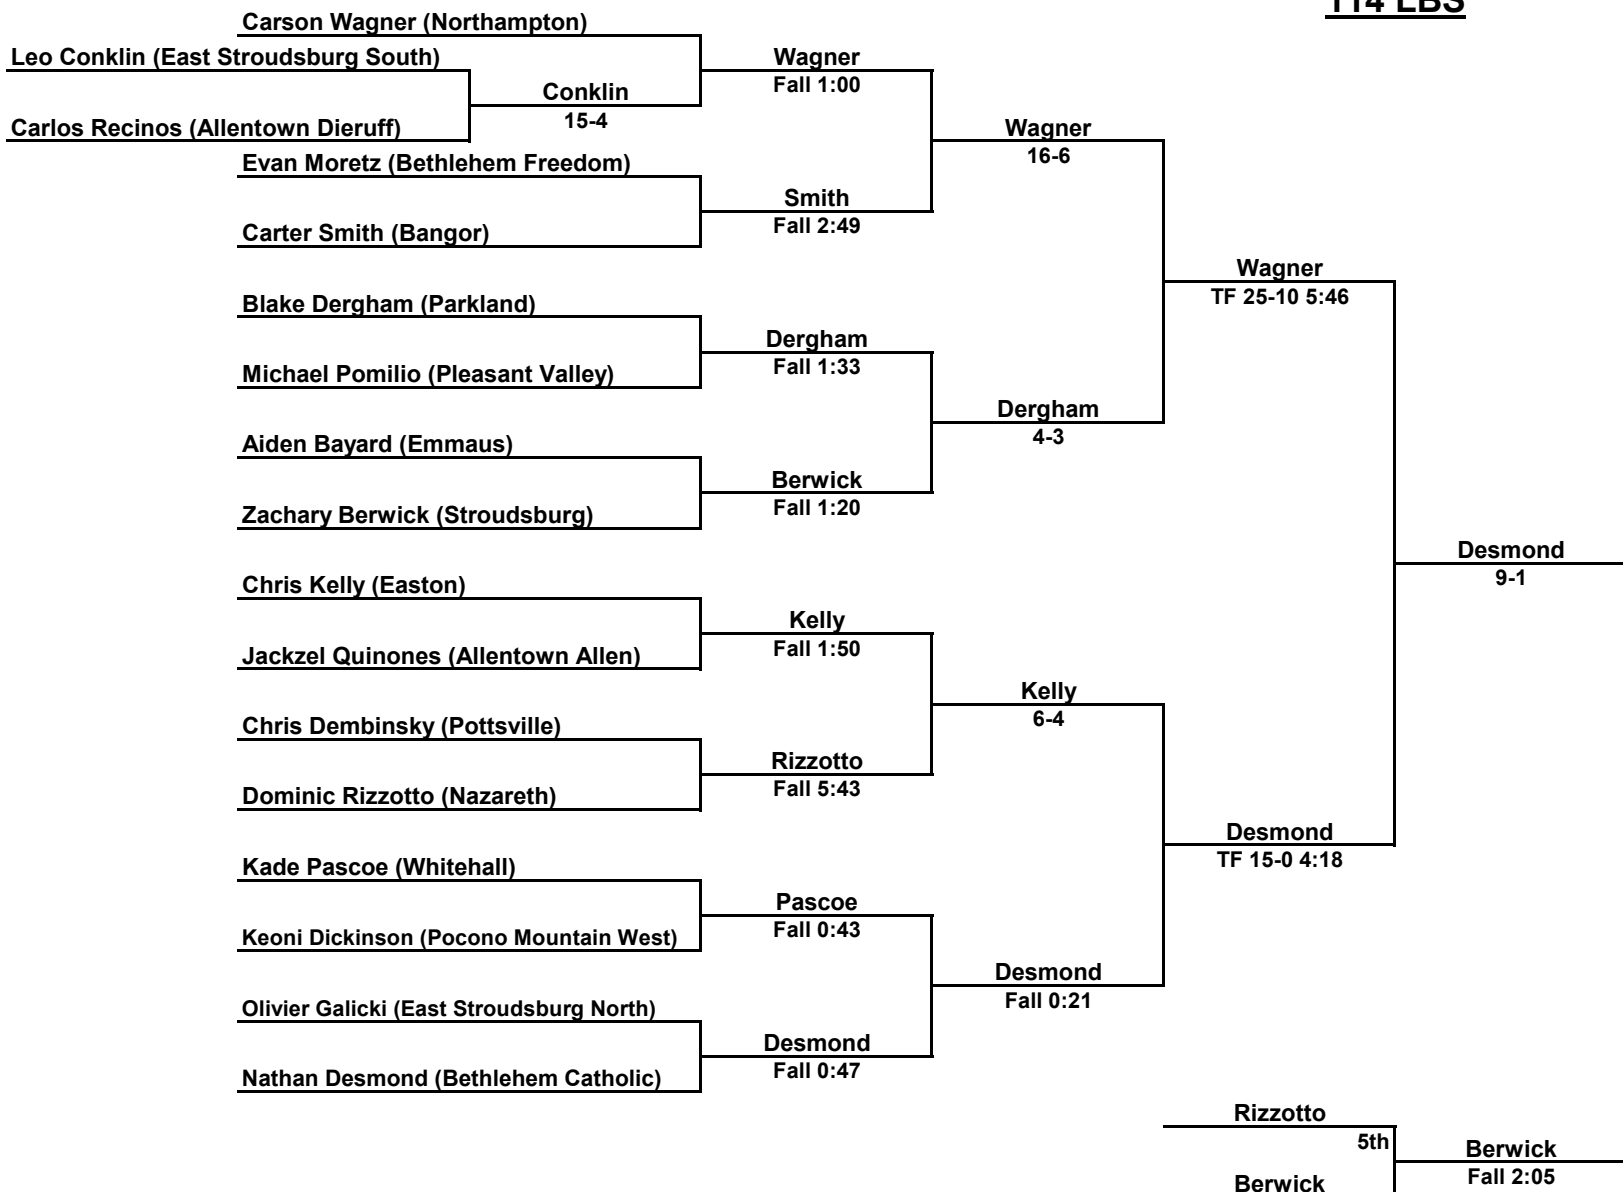 114 LBS
Carson Wagner (Northampton)
Leo Conklin (East Stroudsburg South)
Wagner
Fall 1:00
Conklin
15-4
Carlos Recinos (Allentown Dieruff)
Wagner
16-6
Evan Moretz (Bethlehem Freedom)
Smith
Fall 2:49
Carter Smith (Bangor)
Wagner
TF 25-10 5:46
Blake Dergham (Parkland)
Dergham
Fall 1:33
Michael Pomilio (Pleasant Valley)
Dergham
4-3
Aiden Bayard (Emmaus)
Berwick
Fall 1:20
Zachary Berwick (Stroudsburg)
Desmond
9-1
Chris Kelly (Easton)
Kelly
Fall 1:50
Jackzel Quinones (Allentown Allen)
Kelly
6-4
Chris Dembinsky (Pottsville)
Rizzotto
Fall 5:43
Dominic Rizzotto (Nazareth)
Desmond
TF 15-0 4:18
Kade Pascoe (Whitehall)
Pascoe
Fall 0:43
Keoni Dickinson (Pocono Mountain West)
Desmond
Fall 0:21
Olivier Galicki (East Stroudsburg North)
Desmond
Fall 0:47
Nathan Desmond (Bethlehem Catholic)
Rizzotto
5th
Berwick
Fall 2:05
Berwick